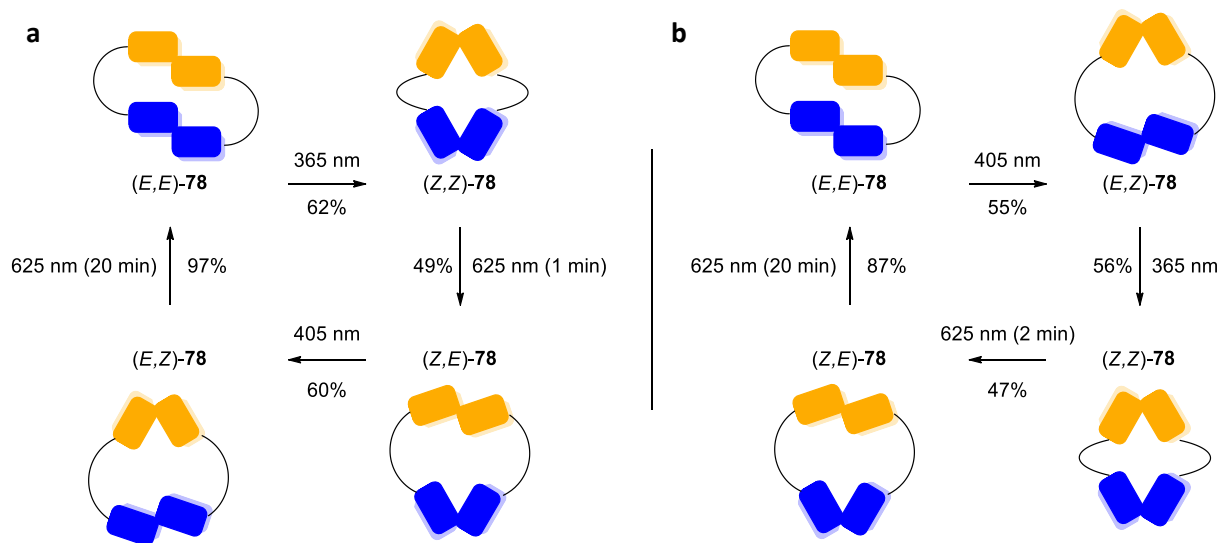 a
(E,E)-78
365 nm
62%
(Z,Z)-78
625 nm (20 min)
97%
49%
625 nm (1 min)
(E,Z)-78
405 nm
60%
(Z,E)-78
b
(E,E)-78
405 nm
55%
(E,Z)-78
625 nm (20 min)
87%
56%
365 nm
(Z,E)-78
625 nm (2 min)
47%
(Z,Z)-78